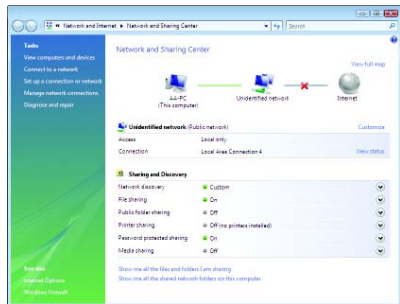 Network and Internet ▸ Network and Sharing Center
Search
Tasks
View computers and devices
Connect to a network
Set up a connection or network
Manage network connections
Diagnose and repair
See also
Internet Options
Windows Firewall
Network and Sharing Center
View full map
AA-PC
(This computer)
Unidentified network
Internet
Unidentified network (Public network)
Customize
Access
Local only
Connection
Local Area Connection 4
View status
Sharing and Discovery
Network discovery
Custom
File sharing
On
Public folder sharing
Off
Printer sharing
Off (no printers installed)
Password protected sharing
On
Media sharing
Off
Show me all the files and folders I am sharing
Show me all the shared network folders on this computer